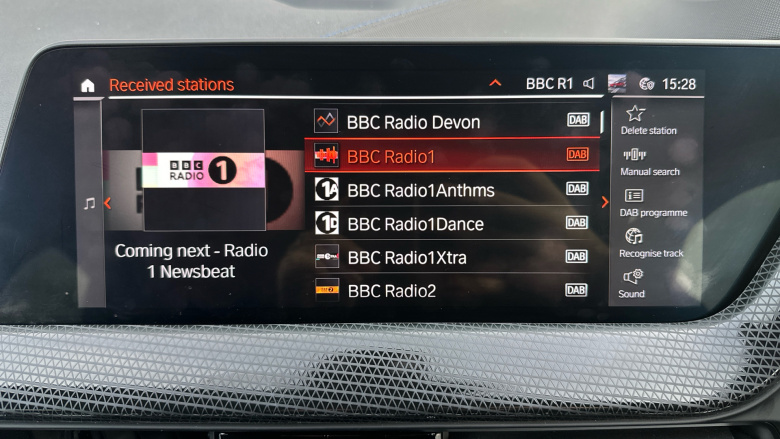 Received stations
BBC R1
15:28
BBC
RADIO
1
Coming next - Radio
1 Newsbeat
BBC Radio Devon
DAB
BBC Radio1
DAB
BBC Radio1Anthms
DAB
BBC Radio1Dance
DAB
BBC Radio1Xtra
DAB
BBC Radio2
DAB
Delete station
Manual search
DAB programme
Recognise track
Sound